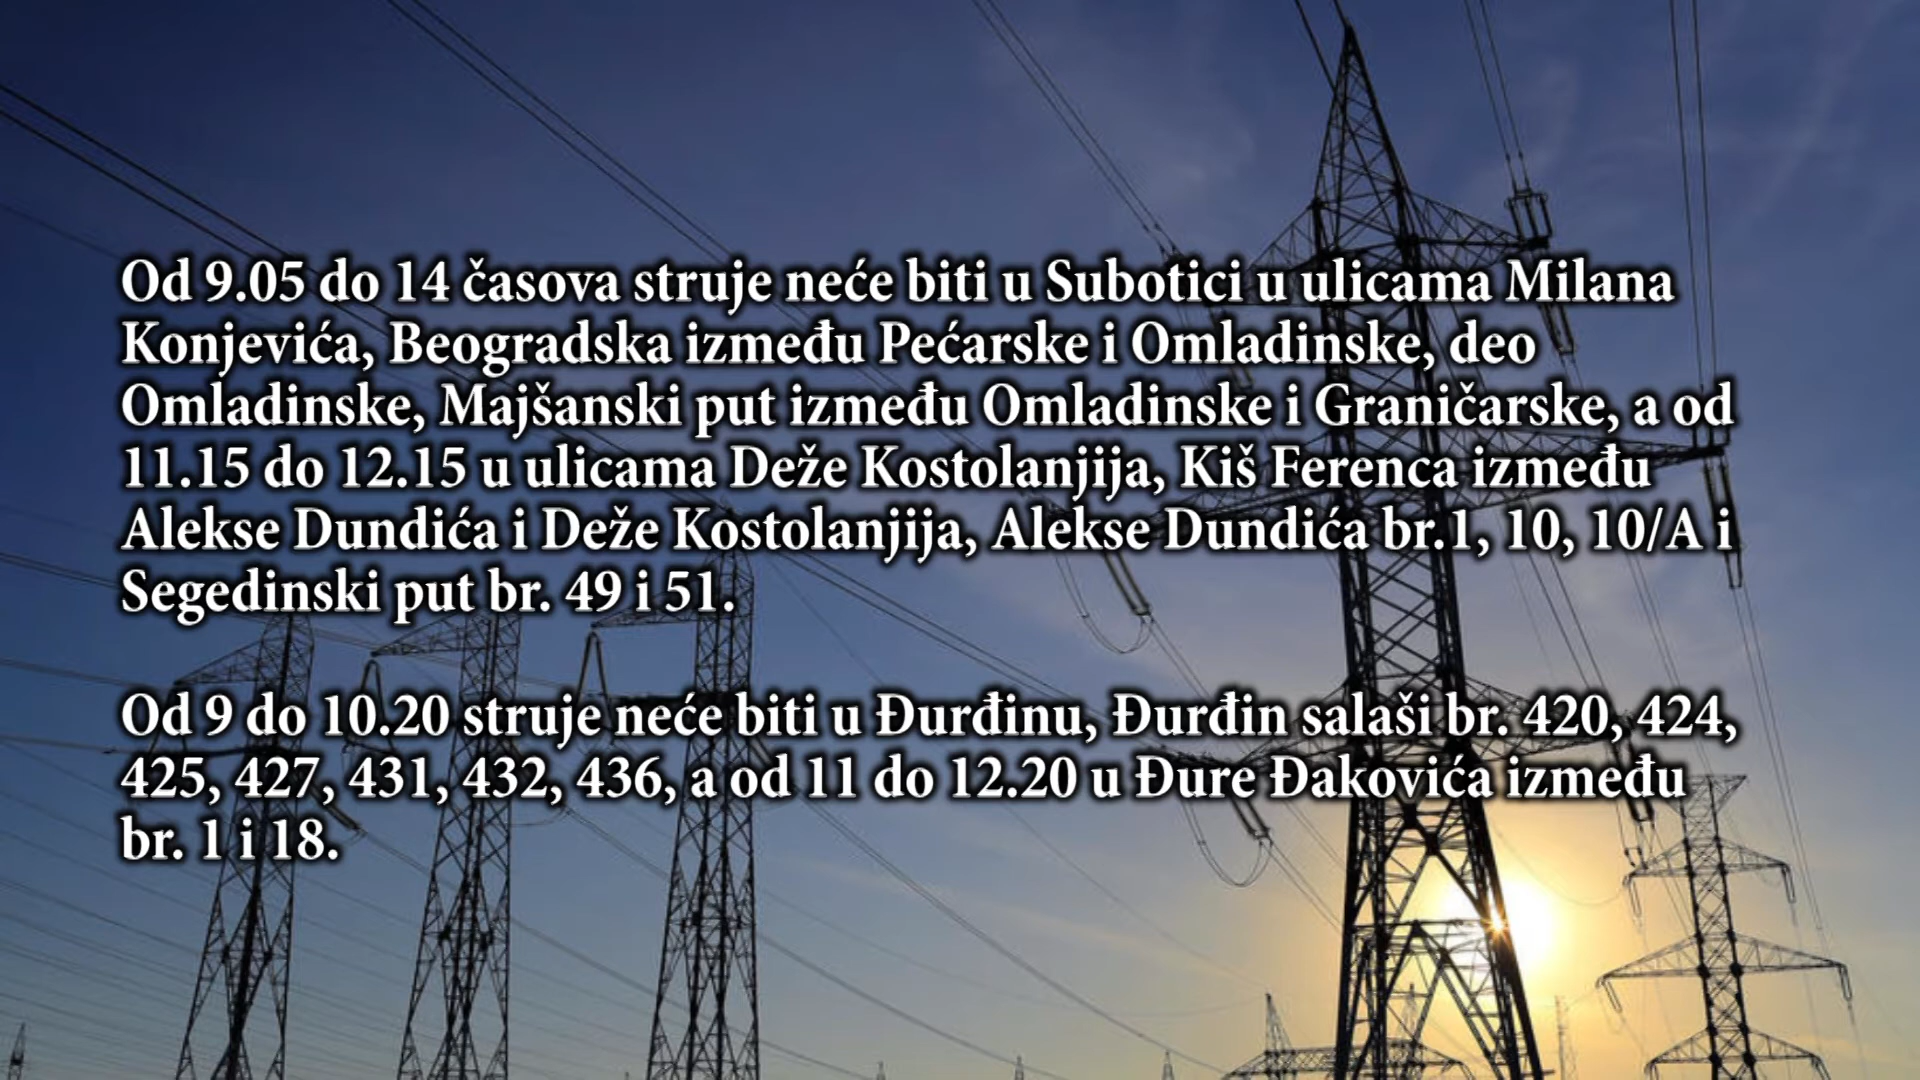 Od 9.05 do 14 časova struje neće biti u Subotici u ulicama Milana
Konjevića, Beogradska između Pećarske i Omladinske, deo
Omladinske, Majšanski put između Omladinske i Graničarske, a od
11.15 do 12.15 u ulicama Deže Kostolanjija, Kiš Ferenca između
Alekse Dundića i Deže Kostolanjija, Alekse Dundića br.1, 10, 10/A i
Segedinski put br. 49 i 51.
Od 9 do 10.20 struje neće biti u Đurđinu, Đurđin salaši br. 420, 424,
425, 427, 431, 432, 436, a od 11 do 12.20 u Đure Đakovića između
br. 1 i 18.